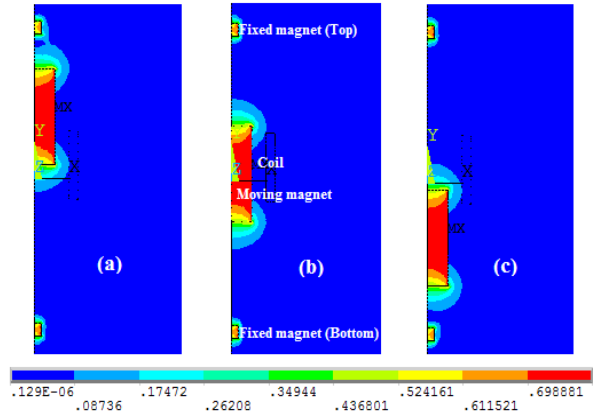 Fixed magnet (Top)
MX
Y
X
Z
(a)
Coil
X
Z
Moving magnet
(b)
Fixed magnet (Bottom)
Y
X
MX
(c)
.129E-06
.08736
.17472
.26208
.34944
.436801
.524161
.611521
.698881